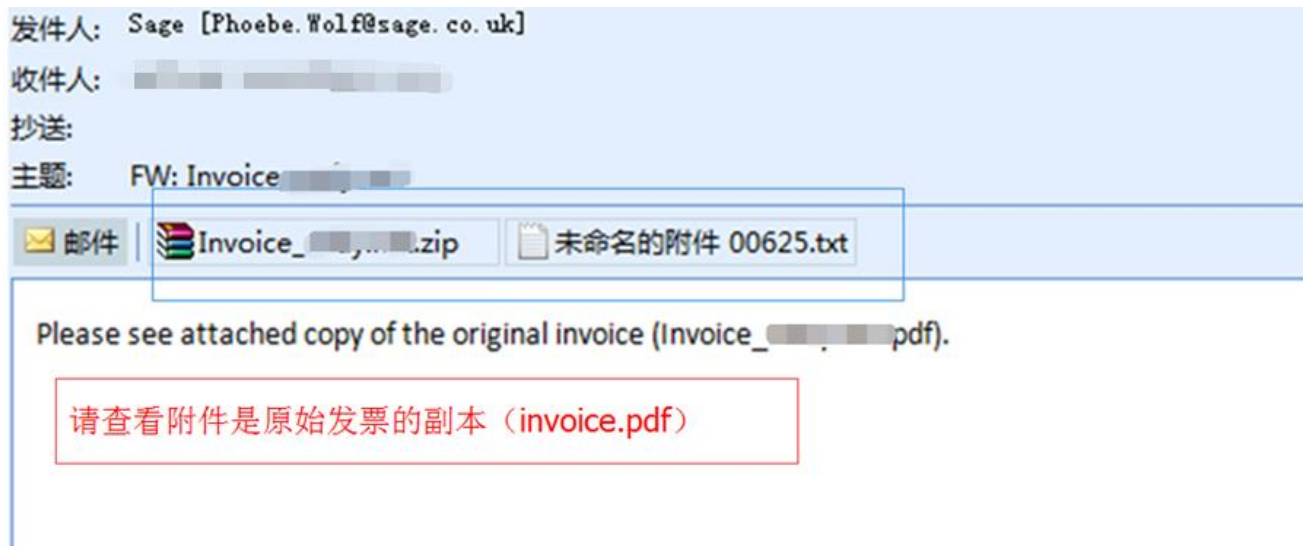 发件人: Sage [Phoebe.Wolf@sage.co.uk]
收件人:
抄送:
主题: FW: Invoice
邮件 Invoice_ .zip 未命名的附件 00625.txt
Please see attached copy of the original invoice (Invoice_ pdf).
请查看附件是原始发票的副本（invoice.pdf）